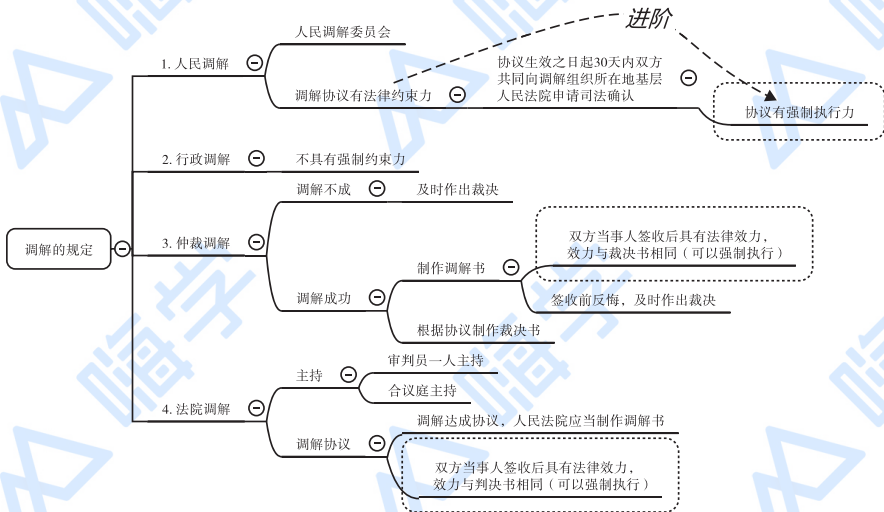 进阶
人民调解委员会
1. 人民调解
协议生效之日起30天内双方
共同向调解组织所在地基层
人民法院申请司法确认
调解协议有法律约束力
协议有强制执行力
2. 行政调解
不具有强制约束力
调解不成
及时作出裁决
调解的规定
3. 仲裁调解
双方当事人签收后具有法律效力，
效力与裁决书相同（可以强制执行）
制作调解书
签收前反悔，及时作出裁决
调解成功
根据协议制作裁决书
审判员一人主持
主持
合议庭主持
4. 法院调解
调解达成协议，人民法院应当制作调解书
调解协议
双方当事人签收后具有法律效力，
效力与判决书相同（可以强制执行）
嗨学
嗨学
嗨学